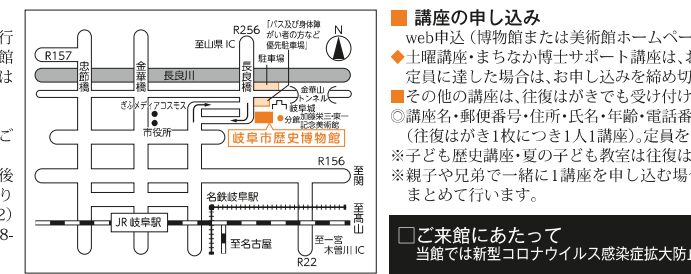 行
館
は
ご
後
り
2)
8-
R256
「バス及び身体障
がい者の方など
優先駐車場」
N
至山県IC
R157
駐車場
忠節橋
金華橋
長良川
長良橋
金華山
トンネル
岐阜城
ぎふメディアコスモス
加藤栄三・東一
記念美術館
分館
市役所
岐阜市歴史博物館
R156
至関
名鉄岐阜駅
至高山
JR岐阜駅
至名古屋
至一宮
木曽川IC
R22
■ 講座の申し込み
web申込(博物館または美術館ホームペー
◆土曜講座・まちなか博士サポート講座は、お
定員に達した場合は、お申し込みを締め切
■その他の講座は、往復はがきでも受け付け
◎講座名・郵便番号・住所・氏名・年齢・電話番
(往復はがき1枚につき1人1講座)。定員を
※子ども歴史講座・夏の子ども教室は往復は
※親子や兄弟で一緒に1講座を申し込む場
まとめて行います。
□ご来館にあたって
当館では新型コロナウイルス感染症拡大防